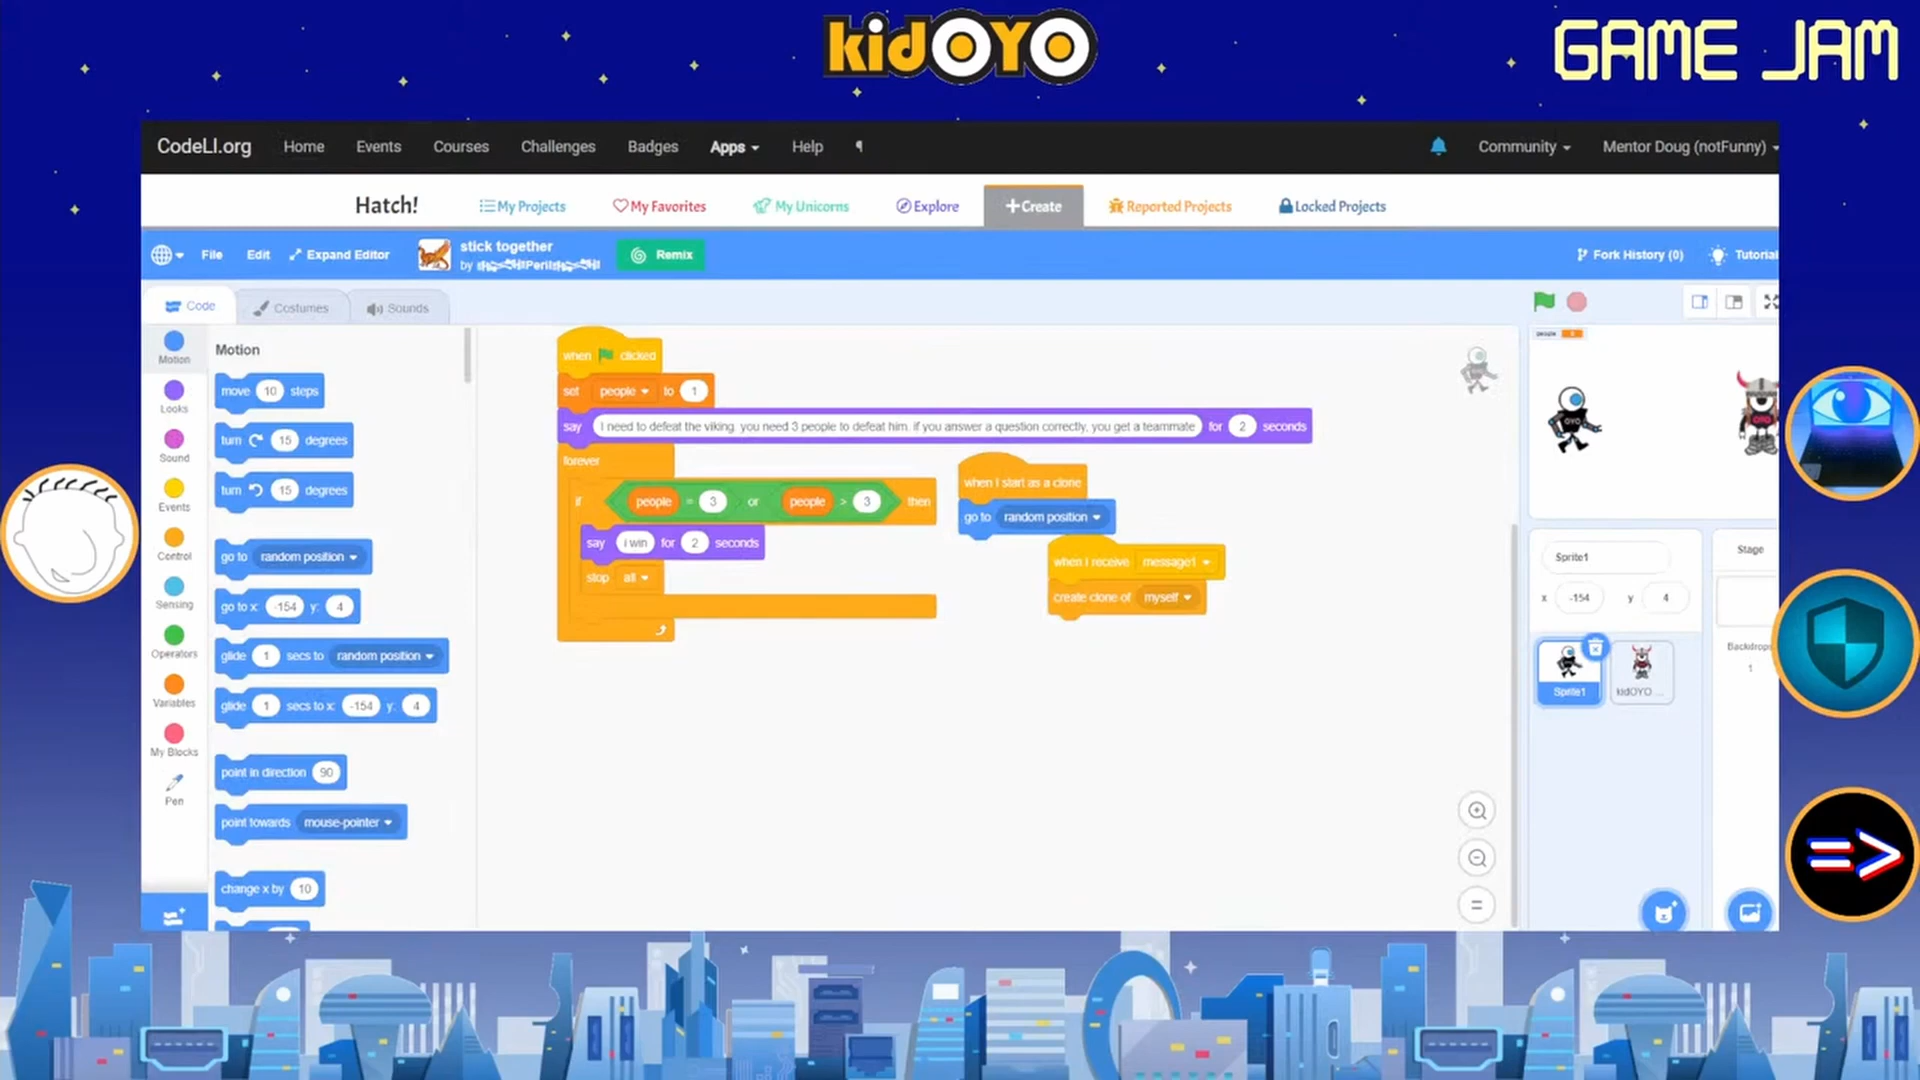 kidOYO
GAME JAM
CodeLI.org Home Events Courses Challenges Badges Apps Help ¶ Community Mentor Doug (notFunny)
Hatch! My Projects My Favorites My Unicorns Explore +Create Reported Projects Locked Projects
File Edit Expand Editor stick together Remix Fork History (0) Tutorial
by
Code Costumes Sounds
Motion
Looks
Sound
Events
Control
Sensing
Operators
Variables
My Blocks
Pen
Motion
move 10 steps
turn 15 degrees
turn 15 degrees
go to random position
go to x: -154 y: 4
glide 1 secs to random position
glide 1 secs to x: -154 y: 4
point in direction 90
point towards mouse-pointer
change x by 10
when clicked
set people to 1
say I need to defeat the viking. you need 3 people to defeat him. if you answer a question correctly, you get a teammate for 2 seconds
forever
if people = 3 or people > 3 then
say i win for 2 seconds
stop all
when I start as a clone
go to random position
when I receive message1
create clone of myself
people
OYO
OYO
Sprite1
x -154 y 4
Sprite1
kidOYO ...
Stage
Backdrops
1
=>